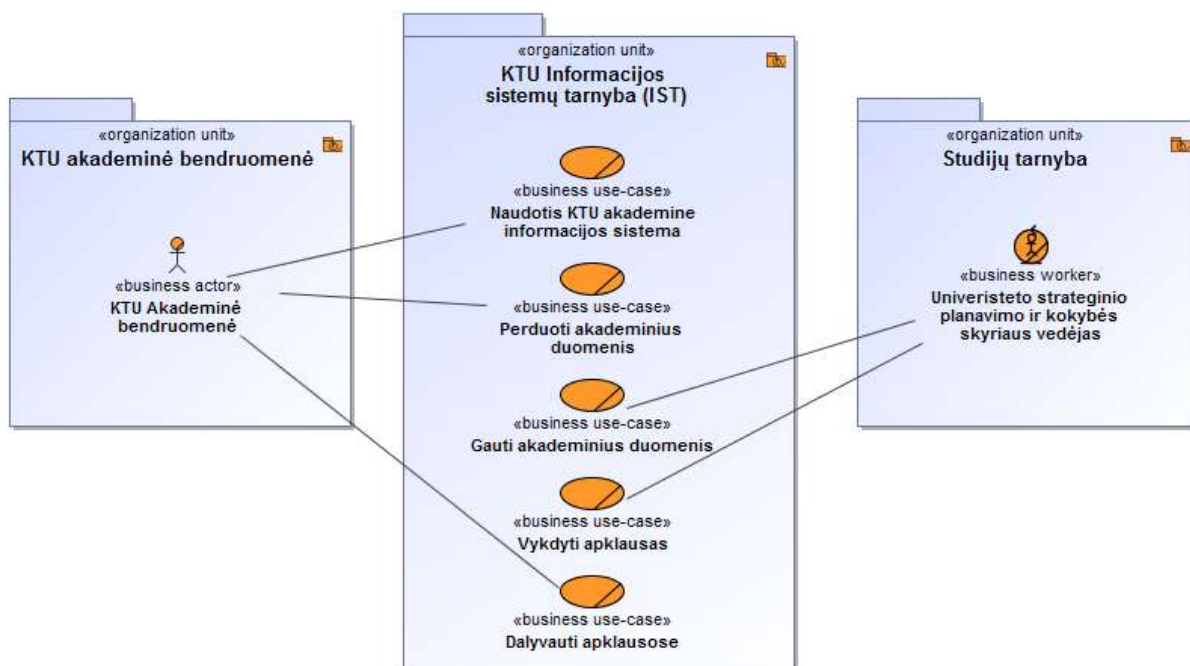 «organization unit»
KTU akademinė bendruomenė
«business actor»
KTU Akademinė
bendruomenė
«organization unit»
KTU Informacijos
sistemų tarnyba (IST)
«business use-case»
Naudotis KTU akademine
informacijos sistema
«business use-case»
Perduoti akademinius
duomenis
«business use-case»
Gauti akademinius duomenis
«business use-case»
Vykdyti apklausas
«business use-case»
Dalyvauti apklausose
«organization unit»
Studijų tarnyba
«business worker»
Univeristeto strateginio
planavimo ir kokybės
skyriaus vedėjas